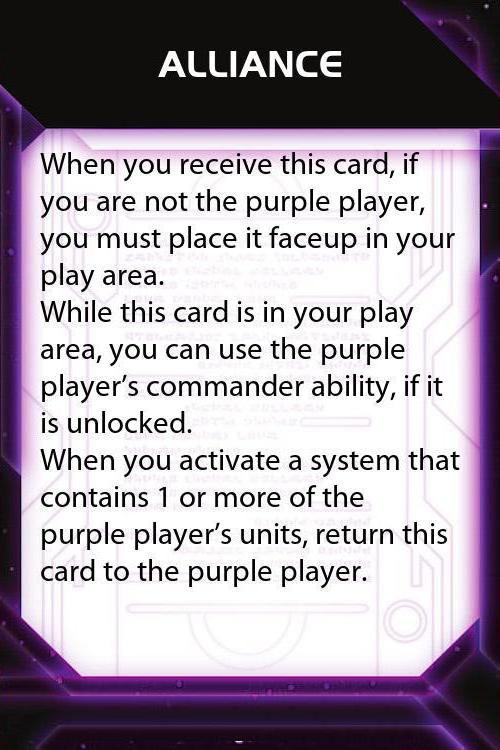 ALLIANCE
When you receive this card, if
you are not the purple player,
you must place it faceup in your
play area.
While this card is in your play
area, you can use the purple
player’s commander ability, if it
is unlocked.
When you activate a system that
contains 1 or more of the
purple player’s units, return this
card to the purple player.